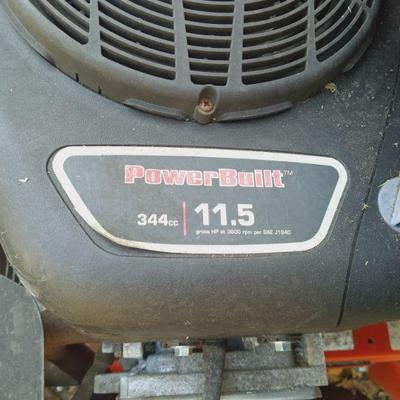 PowerBuilt™
344cc 11.5
gross HP at 3600 rpm per SAE J1940